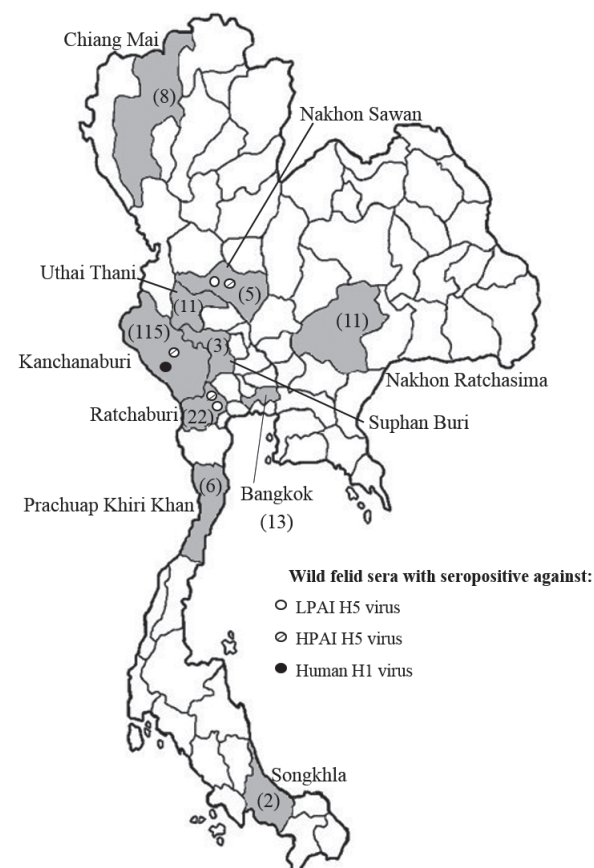 Chiang Mai
(8)
Nakhon Sawan
Uthai Thani
(5)
(11)
(11)
(115)
(3)
Kanchanaburi
Nakhon Ratchasima
Ratchaburi
(22)
Suphan Buri
(6)
Bangkok
Prachuap Khiri Khan
(13)
Wild felid sera with seropositive against:
LPAI H5 virus
HPAI H5 virus
Human H1 virus
Songkhla
(2)